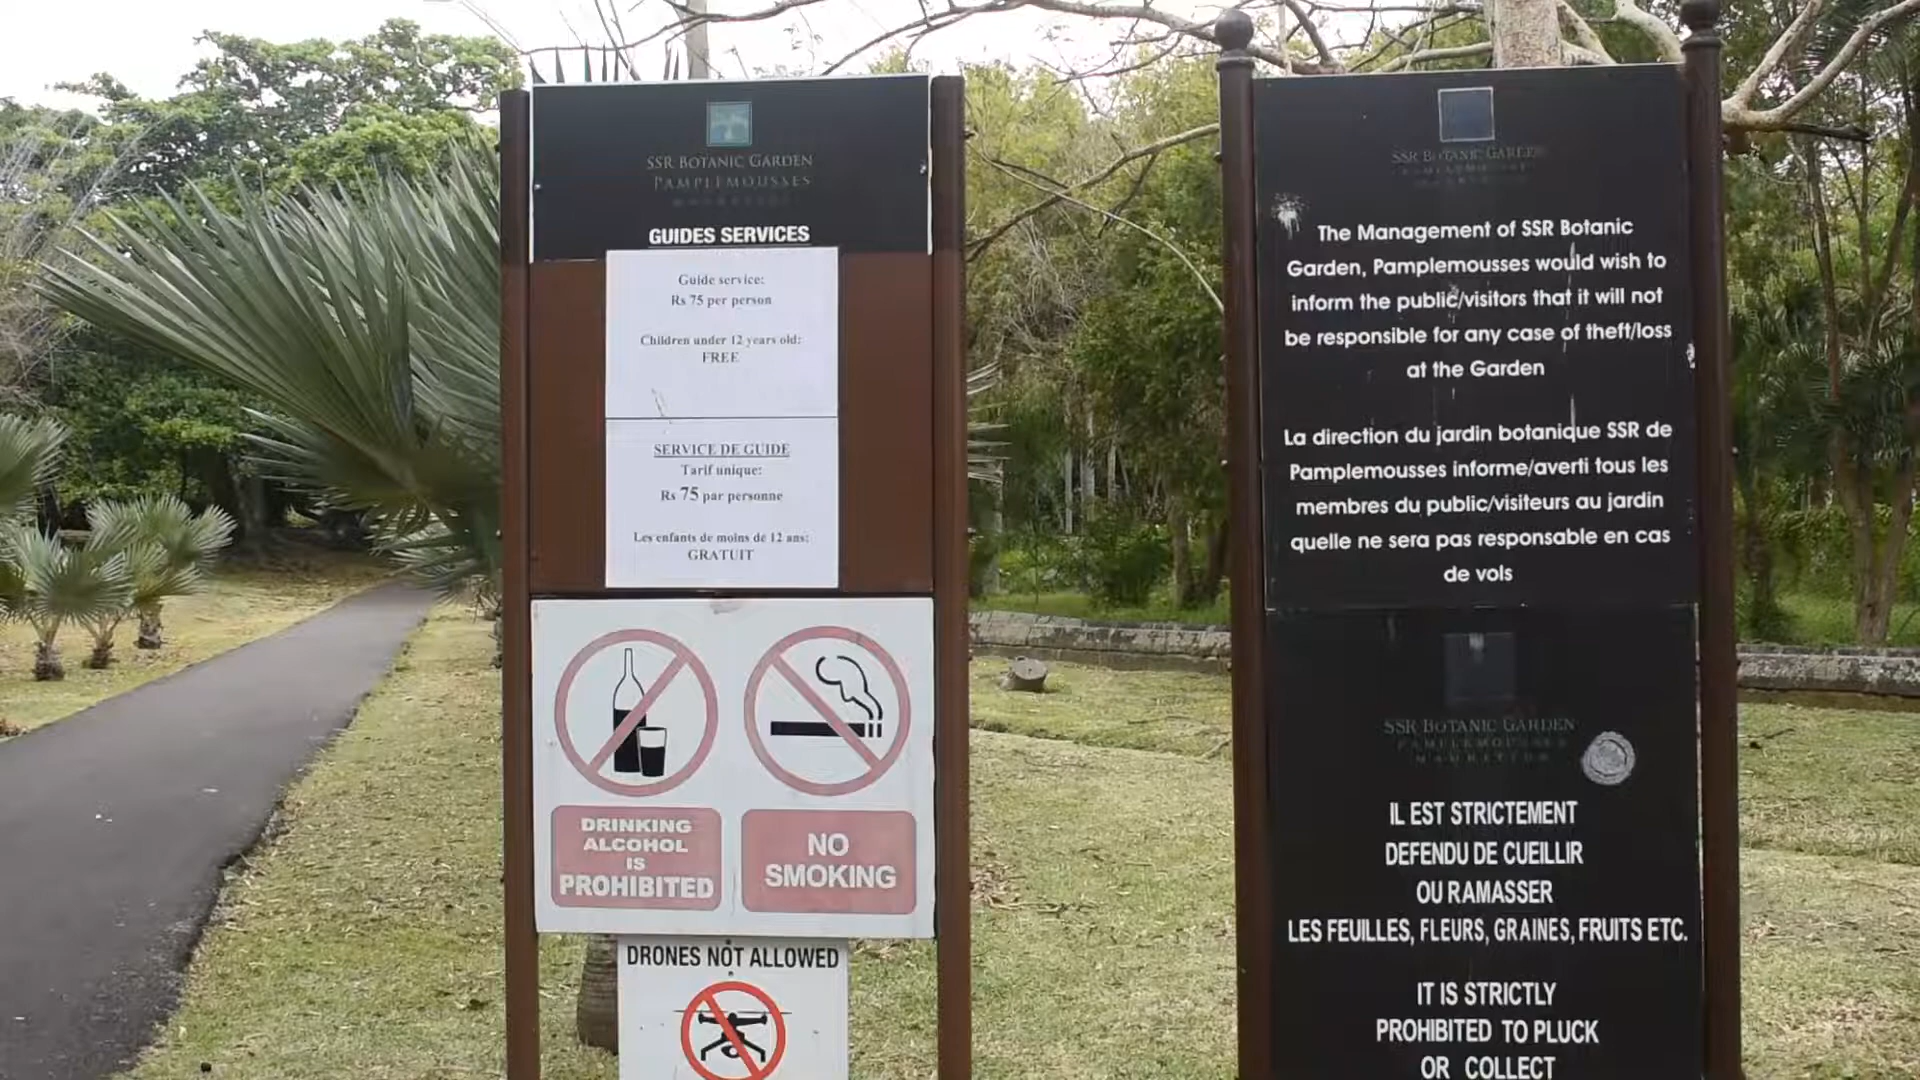 SSR BOTANIC GARDEN
PAMPLEMOUSSES
GUIDES SERVICES
Guide service:
Rs 75 per person
Children under 12 years old:
FREE
SERVICE DE GUIDE
Tarif unique:
Rs 75 par personne
Les enfants de moins de 12 ans:
GRATUIT
DRINKING
ALCOHOL
IS
PROHIBITED
NO
SMOKING
DRONES NOT ALLOWED
SSR BOTANIC GARDEN
PAMPLEMOUSSES
The Management of SSR Botanic
Garden, Pamplemousses would wish to
inform the public/visitors that it will not
be responsible for any case of theft/loss
at the Garden
La direction du jardin botanique SSR de
Pamplemousses informe/averti tous les
membres du public/visiteurs au jardin
quelle ne sera pas responsable en cas
de vols
SSR BOTANIC GARDEN
PAMPLEMOUSSES
MAURITIUS
IL EST STRICTEMENT
DEFENDU DE CUEILLIR
OU RAMASSER
LES FEUILLES, FLEURS, GRAINES, FRUITS ETC.
IT IS STRICTLY
PROHIBITED TO PLUCK
OR COLLECT